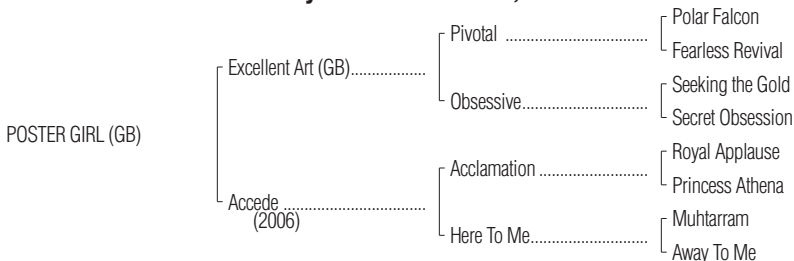 Polar Falcon
Pivotal ..................................
Fearless Revival
Excellent Art (GB)..................
Seeking the Gold
Obsessive..............................
Secret Obsession
POSTER GIRL (GB)
Royal Applause
Acclamation ..........................
Princess Athena
Accede ..................................
(2006)
Muhtarram
Here To Me............................
Away To Me